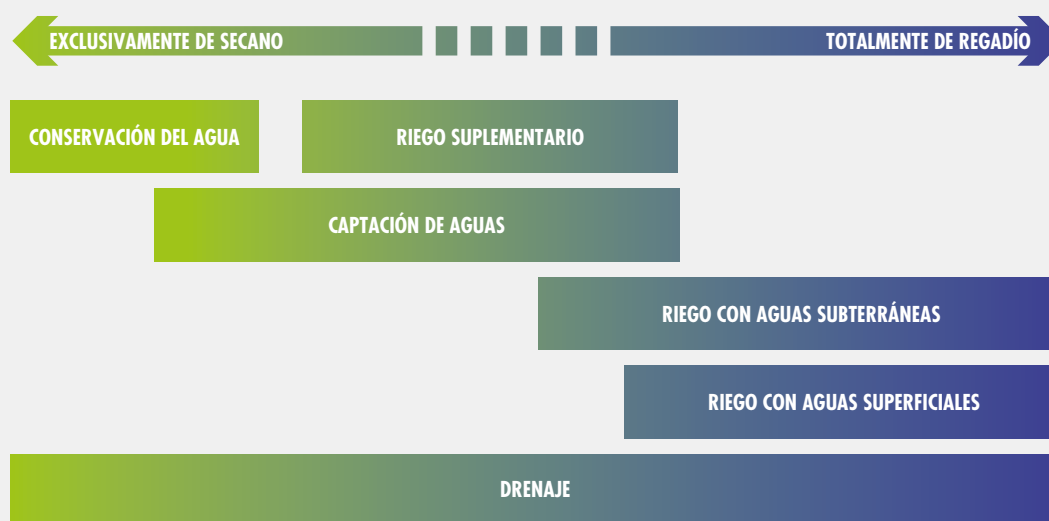 EXCLUSIVAMENTE DE SECANO
TOTALMENTE DE REGADÍO
CONSERVACIÓN DEL AGUA
RIEGO SUPLEMENTARIO
CAPTACIÓN DE AGUAS
RIEGO CON AGUAS SUBTERRÁNEAS
RIEGO CON AGUAS SUPERFICIALES
DRENAJE